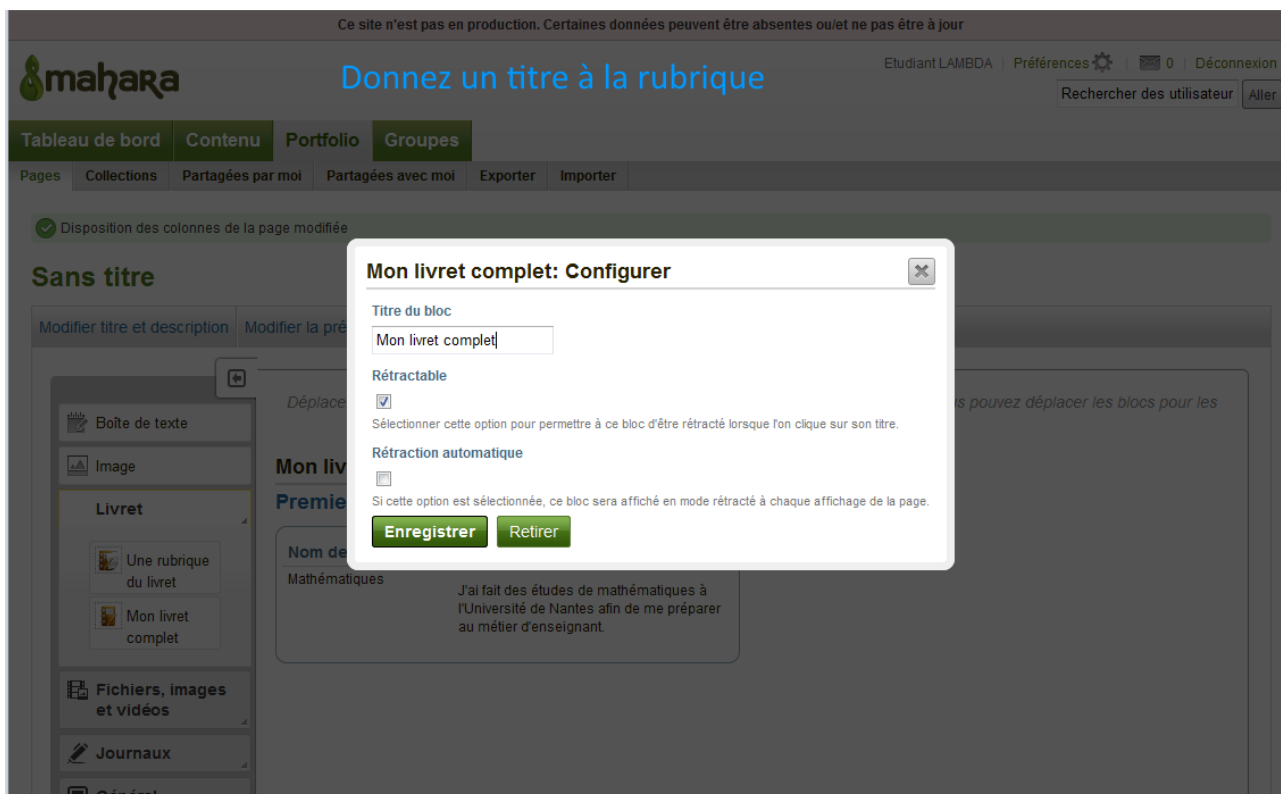 Ce site n'est pas en production. Certaines données peuvent être absentes ou/et ne pas être à jour
mahara
Donnez un titre à la rubrique
Etudiant LAMBDA | Préférences | 0 | Déconnexion
Rechercher des utilisateur Aller
Tableau de bord Contenu Portfolio Groupes
Pages Collections Partagées par moi Partagées avec moi Exporter Importer
Disposition des colonnes de la page modifiée
Sans titre
Modifier titre et description Modifier la
Mon livret complet: Configurer
Titre du bloc
Mon livret complet
Rétractable
Sélectionner cette option pour permettre à ce bloc d'être rétracté lorsque l'on clique sur son titre.
Rétraction automatique
Si cette option est sélectionnée, ce bloc sera affiché en mode rétracté à chaque affichage de la page.
Enregistrer Retirer
pouvez déplacer les blocs pour les
Boîte de texte
Image
Livret
Une rubrique
du livret
Mon livret
complet
Fichiers, images
et vidéos
Journaux
Mon
Nom de
Mathématiques
J'ai fait des études de mathématiques à
l'Université de Nantes afin de me préparer
au métier d'enseignant.